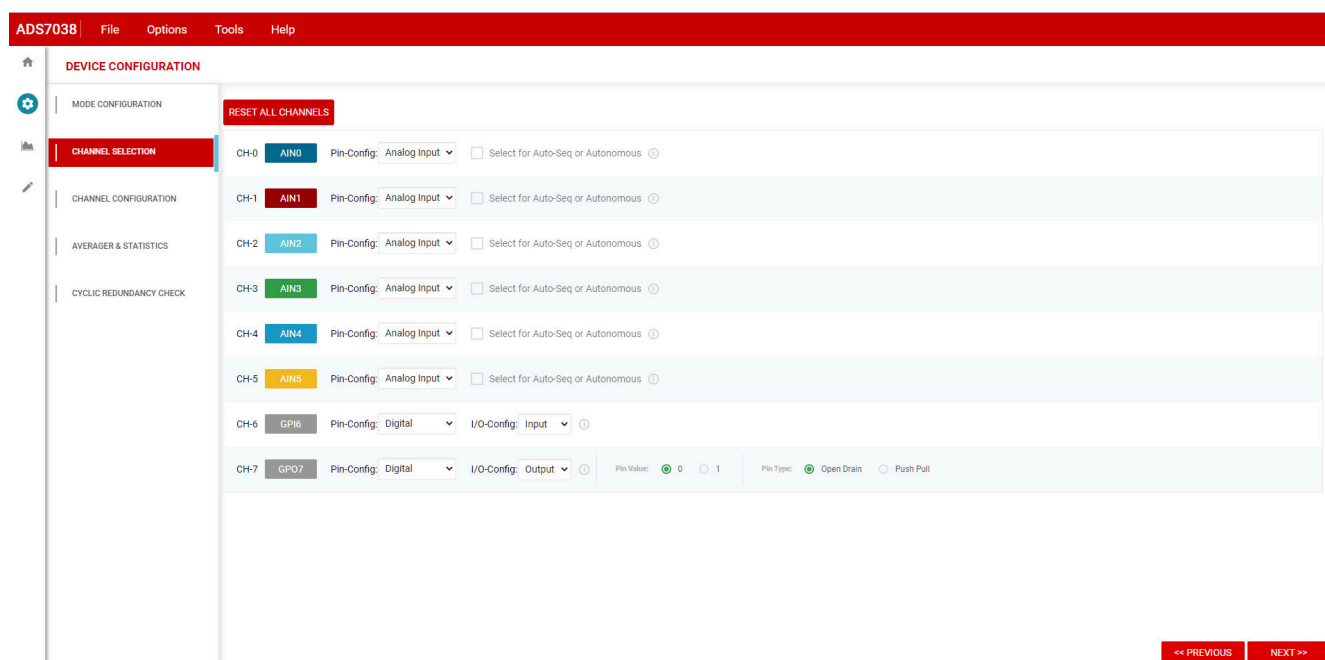 ADS7038 File Options Tools Help
DEVICE CONFIGURATION
MODE CONFIGURATION
CHANNEL SELECTION
CHANNEL CONFIGURATION
AVERAGER & STATISTICS
CYCLIC REDUNDANCY CHECK
RESET ALL CHANNELS
CH-0 AIN0 Pin-Config: Analog Input Select for Auto-Seq or Autonomous
CH-1 AIN1 Pin-Config: Analog Input Select for Auto-Seq or Autonomous
CH-2 AIN2 Pin-Config: Analog Input Select for Auto-Seq or Autonomous
CH-3 AIN3 Pin-Config: Analog Input Select for Auto-Seq or Autonomous
CH-4 AIN4 Pin-Config: Analog Input Select for Auto-Seq or Autonomous
CH-5 AIN5 Pin-Config: Analog Input Select for Auto-Seq or Autonomous
CH-6 GPI6 Pin-Config: Digital I/O-Config: Input
CH-7 GPO7 Pin-Config: Digital I/O-Config: Output Pin Value: 0 1 Pin Type: Open Drain Push Pull
<< PREVIOUS NEXT >>